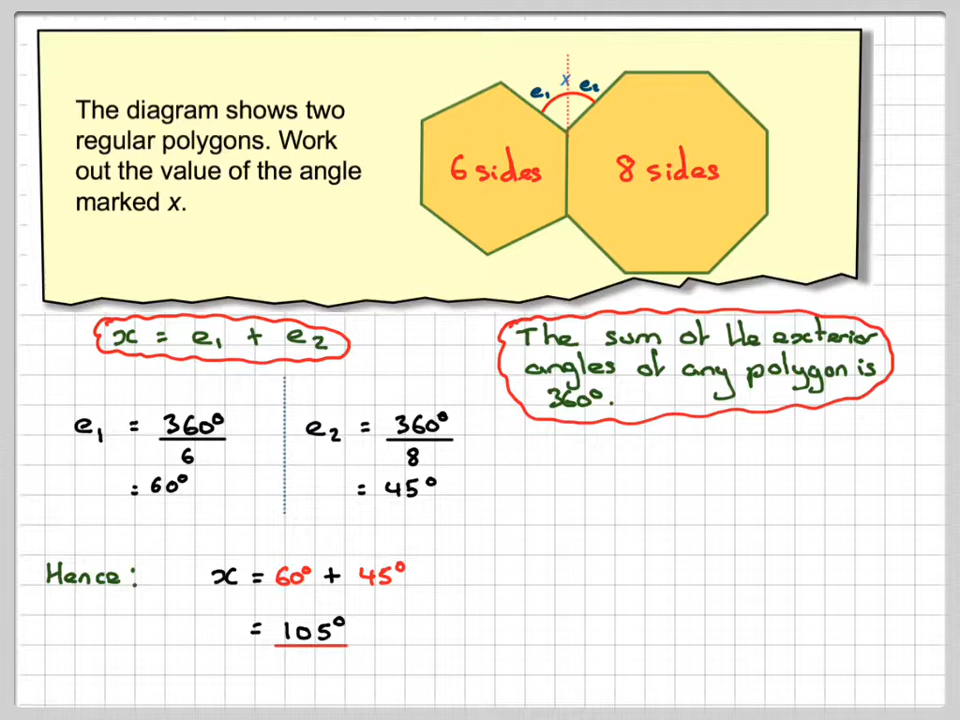 The diagram shows two
regular polygons. Work
out the value of the angle
marked x.
e₁ x e₂
6 sides 8 sides
x = e₁ + e₂
The sum of the exterior
angles of any polygon is
360°.
e₁ = 360°/6
= 60°
e₂ = 360°/8
= 45°
Hence: x = 60° + 45°
= 105°